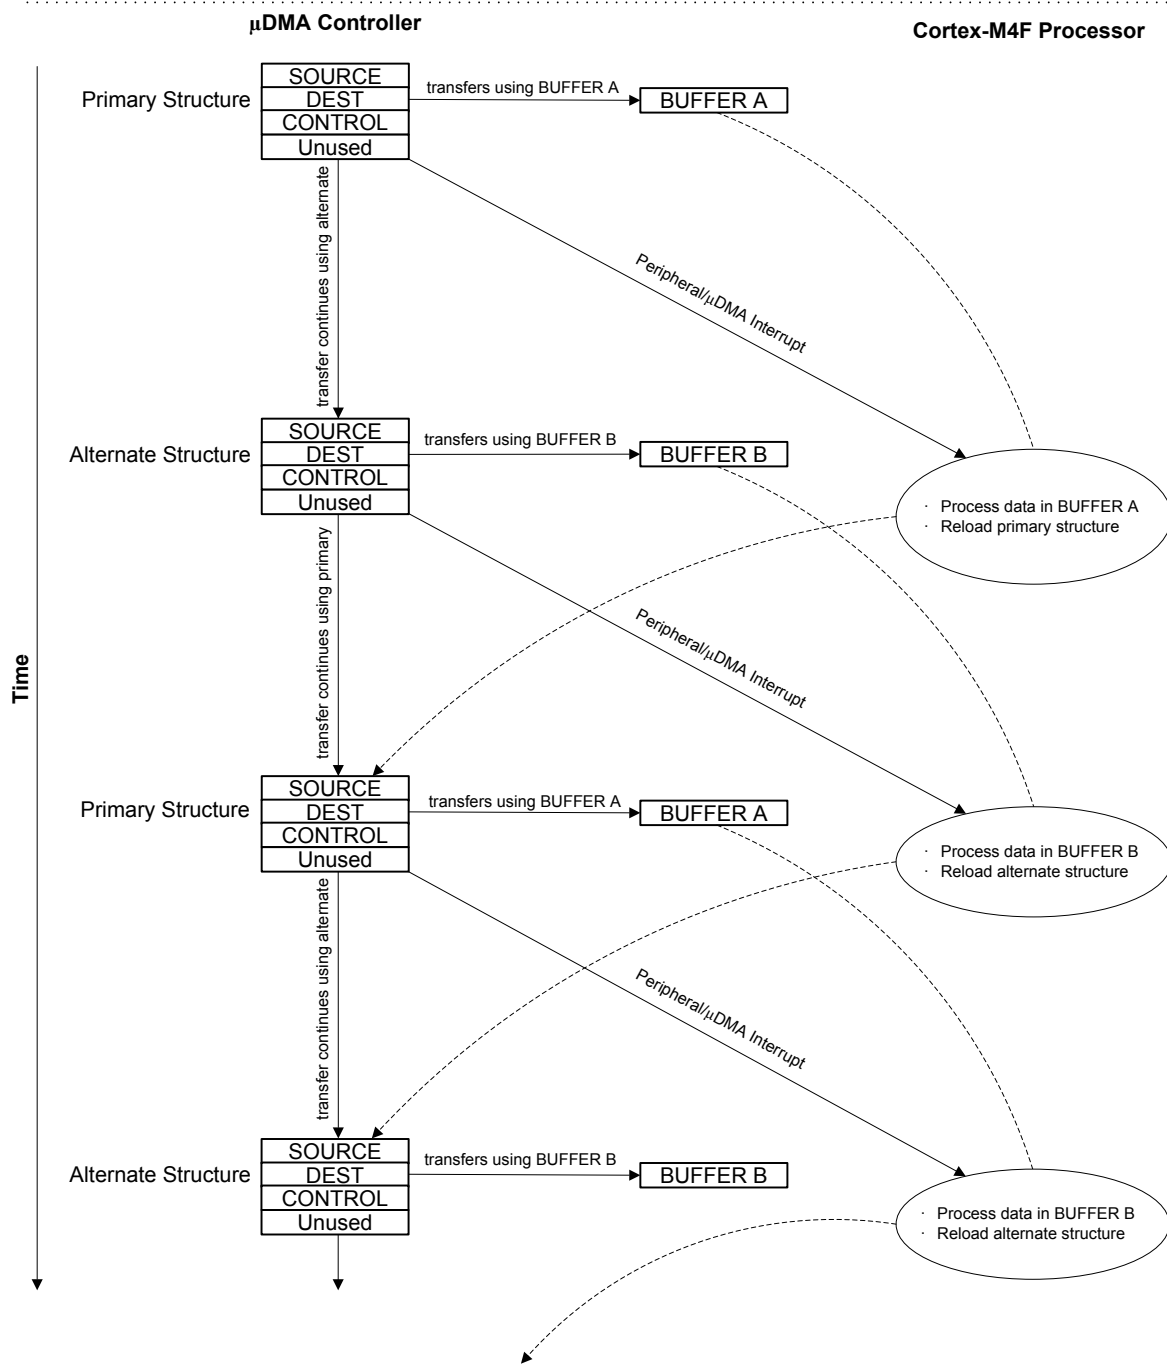 µDMA Controller
Cortex-M4F Processor
Time
Primary Structure
SOURCE
DEST
CONTROL
Unused
transfers using BUFFER A
BUFFER A
transfer continues using alternate
Peripheral/µDMA Interrupt
· Process data in BUFFER A
· Reload primary structure
Alternate Structure
SOURCE
DEST
CONTROL
Unused
transfers using BUFFER B
BUFFER B
transfer continues using primary
Peripheral/µDMA Interrupt
· Process data in BUFFER B
· Reload alternate structure
Primary Structure
SOURCE
DEST
CONTROL
Unused
transfers using BUFFER A
BUFFER A
transfer continues using alternate
Peripheral/µDMA Interrupt
· Process data in BUFFER B
· Reload alternate structure
Alternate Structure
SOURCE
DEST
CONTROL
Unused
transfers using BUFFER B
BUFFER B